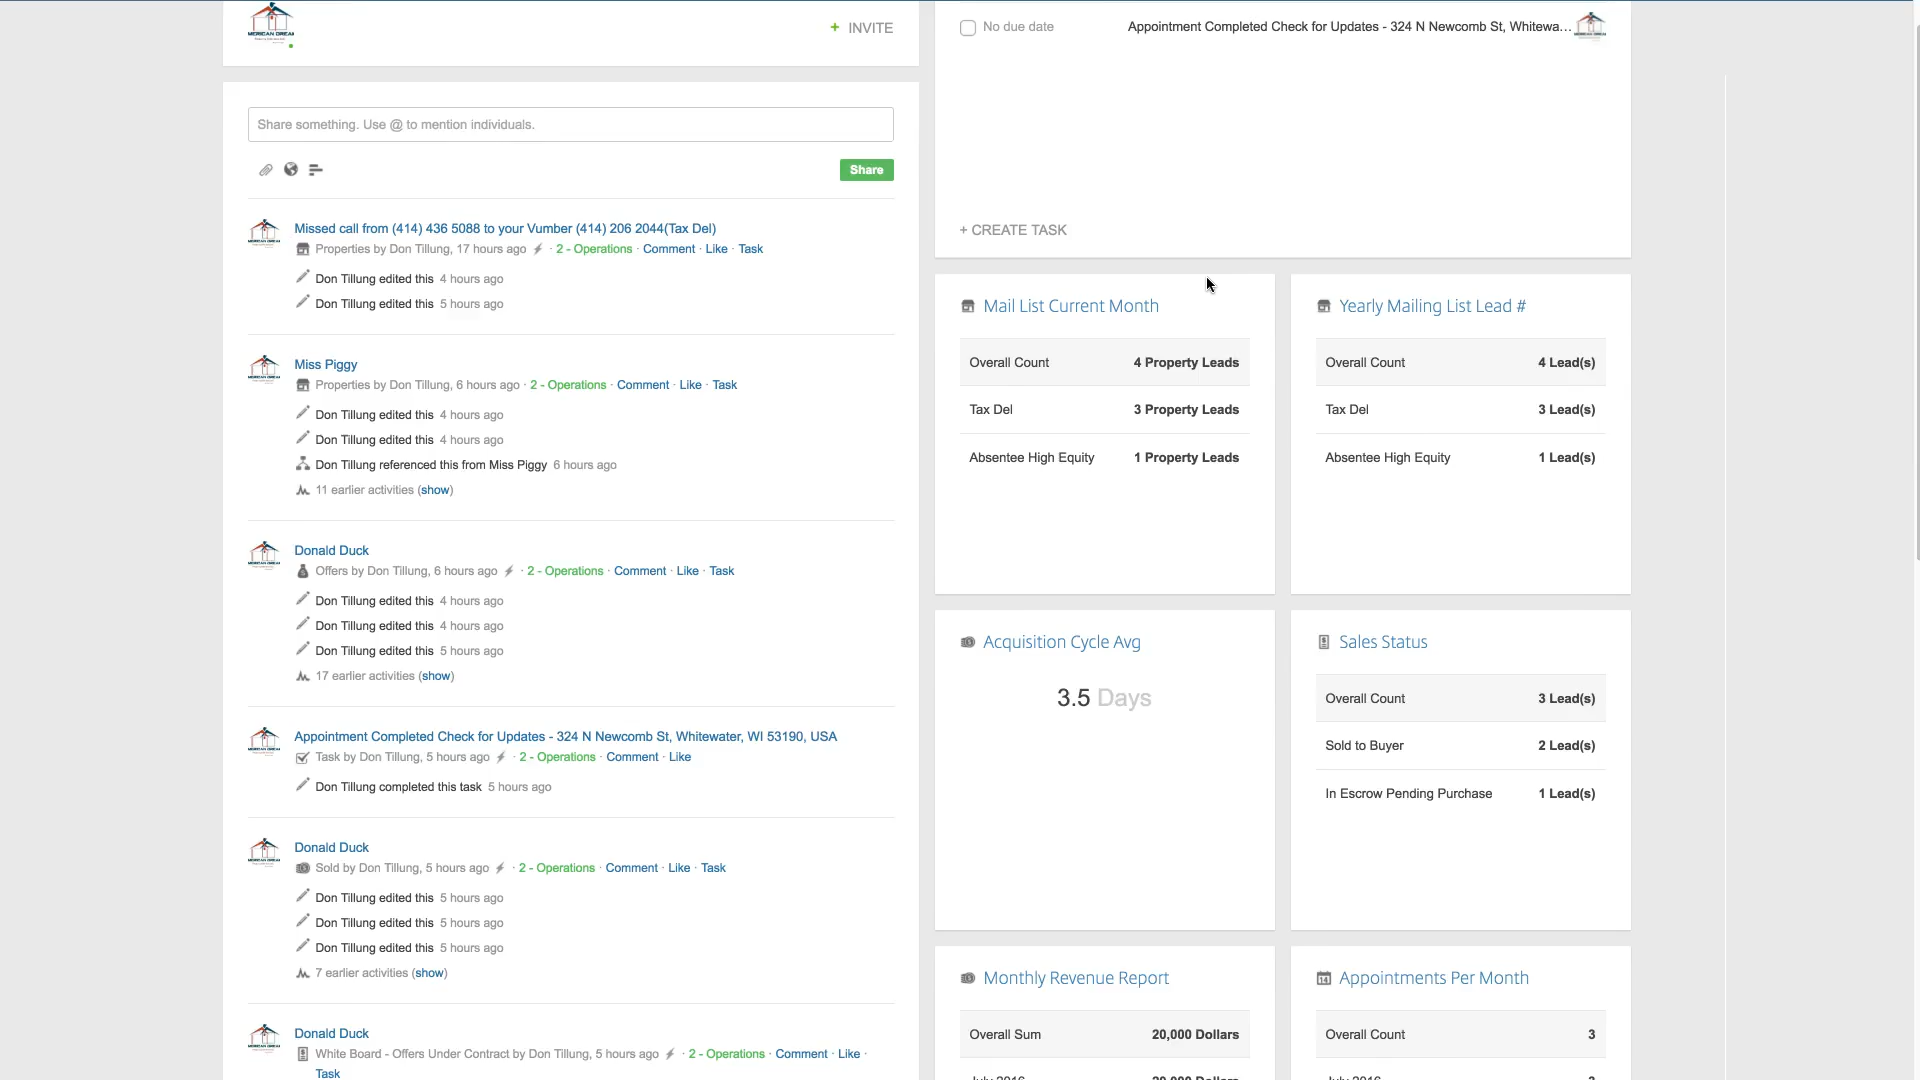 + INVITE
Share something. Use @ to mention individuals.
Share
Missed call from (414) 436 5088 to your Vumber (414) 206 2044(Tax Del)
Properties by Don Tillung, 17 hours ago · 2 - Operations · Comment · Like · Task
Don Tillung edited this 4 hours ago
Don Tillung edited this 5 hours ago
Miss Piggy
Properties by Don Tillung, 6 hours ago · 2 - Operations · Comment · Like · Task
Don Tillung edited this 4 hours ago
Don Tillung edited this 4 hours ago
Don Tillung referenced this from Miss Piggy 6 hours ago
11 earlier activities (show)
Donald Duck
Offers by Don Tillung, 6 hours ago · 2 - Operations · Comment · Like · Task
Don Tillung edited this 4 hours ago
Don Tillung edited this 4 hours ago
Don Tillung edited this 5 hours ago
17 earlier activities (show)
Appointment Completed Check for Updates - 324 N Newcomb St, Whitewater, WI 53190, USA
Task by Don Tillung, 5 hours ago · 2 - Operations · Comment · Like
Don Tillung completed this task 5 hours ago
Donald Duck
Sold by Don Tillung, 5 hours ago · 2 - Operations · Comment · Like · Task
Don Tillung edited this 5 hours ago
Don Tillung edited this 5 hours ago
Don Tillung edited this 5 hours ago
7 earlier activities (show)
Donald Duck
White Board - Offers Under Contract by Don Tillung, 5 hours ago · 2 - Operations · Comment · Like ·
Task
No due date Appointment Completed Check for Updates - 324 N Newcomb St, Whitewa...
+ CREATE TASK
Mail List Current Month
Overall Count 4 Property Leads
Tax Del 3 Property Leads
Absentee High Equity 1 Property Leads
Yearly Mailing List Lead #
Overall Count 4 Lead(s)
Tax Del 3 Lead(s)
Absentee High Equity 1 Lead(s)
Acquisition Cycle Avg
3.5 Days
Sales Status
Overall Count 3 Lead(s)
Sold to Buyer 2 Lead(s)
In Escrow Pending Purchase 1 Lead(s)
Monthly Revenue Report
Overall Sum 20,000 Dollars
Appointments Per Month
Overall Count 3